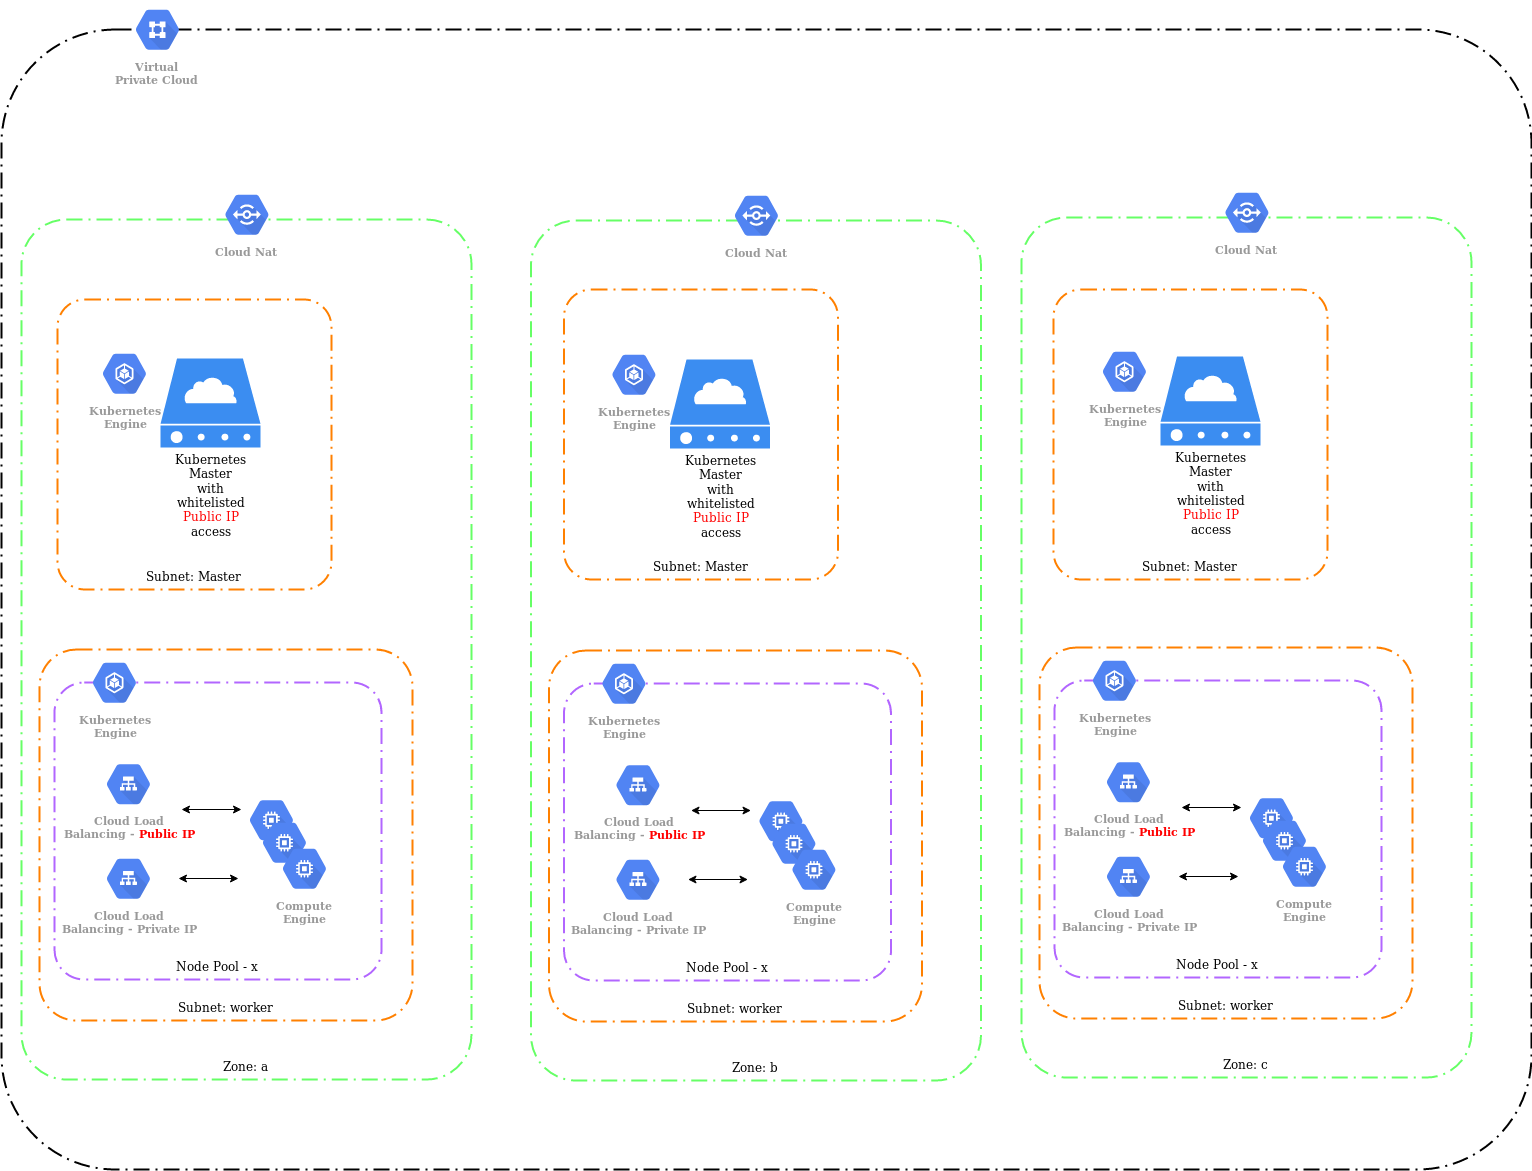 Virtual
Private Cloud
Cloud Nat
Kubernetes
Engine
Kubernetes
Master
with
whitelisted
Public IP
access
Subnet: Master
Kubernetes
Engine
Cloud Load
Balancing - Public IP
Cloud Load
Balancing - Private IP
Compute
Engine
Node Pool - x
Subnet: worker
Zone: a
Cloud Nat
Kubernetes
Engine
Kubernetes
Master
with
whitelisted
Public IP
access
Subnet: Master
Kubernetes
Engine
Cloud Load
Balancing - Public IP
Cloud Load
Balancing - Private IP
Compute
Engine
Node Pool - x
Subnet: worker
Zone: b
Cloud Nat
Kubernetes
Engine
Kubernetes
Master
with
whitelisted
Public IP
access
Subnet: Master
Kubernetes
Engine
Cloud Load
Balancing - Public IP
Cloud Load
Balancing - Private IP
Compute
Engine
Node Pool - x
Subnet: worker
Zone: c